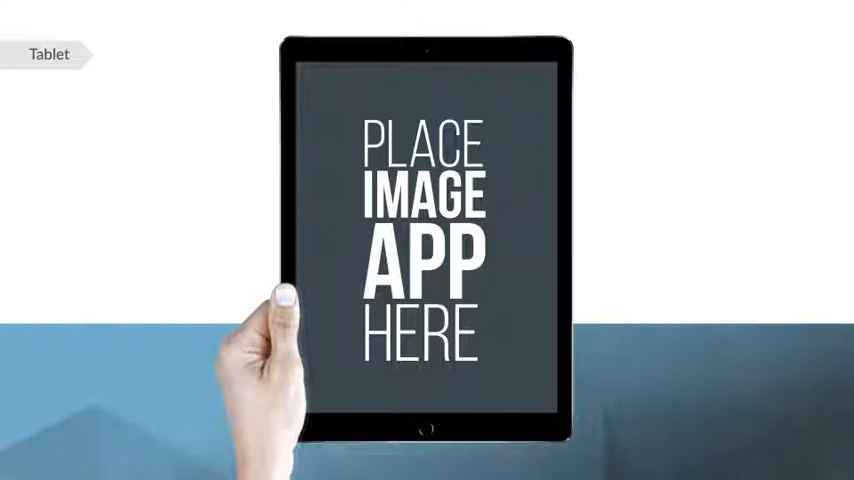 Tablet
PLACE
IMAGE
APP
HERE